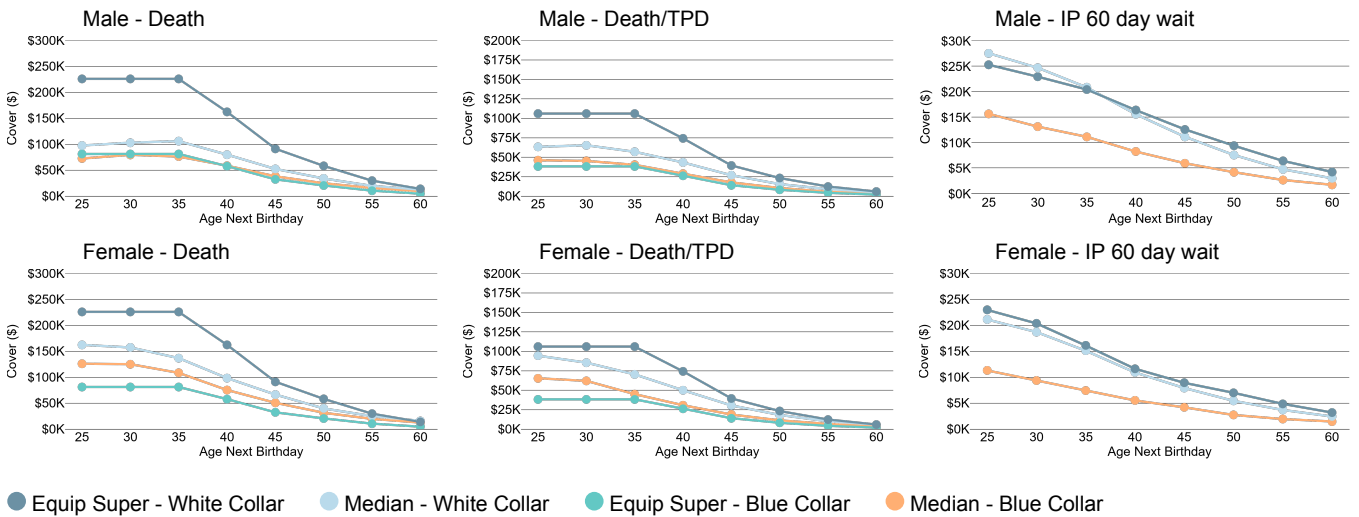 Male - Death
$300K
$250K
$200K
$150K
$100K
$50K
$0K
Cover ($)
25 30 35 40 45 50 55 60
Age Next Birthday
Male - Death/TPD
$200K
$175K
$150K
$125K
$100K
$75K
$50K
$25K
$0K
Cover ($)
25 30 35 40 45 50 55 60
Age Next Birthday
Male - IP 60 day wait
$30K
$25K
$20K
$15K
$10K
$5K
$0K
Cover ($)
25 30 35 40 45 50 55 60
Age Next Birthday
Female - Death
$300K
$250K
$200K
$150K
$100K
$50K
$0K
Cover ($)
25 30 35 40 45 50 55 60
Age Next Birthday
Female - Death/TPD
$200K
$175K
$150K
$125K
$100K
$75K
$50K
$25K
$0K
Cover ($)
25 30 35 40 45 50 55 60
Age Next Birthday
Female - IP 60 day wait
$30K
$25K
$20K
$15K
$10K
$5K
$0K
Cover ($)
25 30 35 40 45 50 55 60
Age Next Birthday
Equip Super - White Collar Median - White Collar Equip Super - Blue Collar Median - Blue Collar